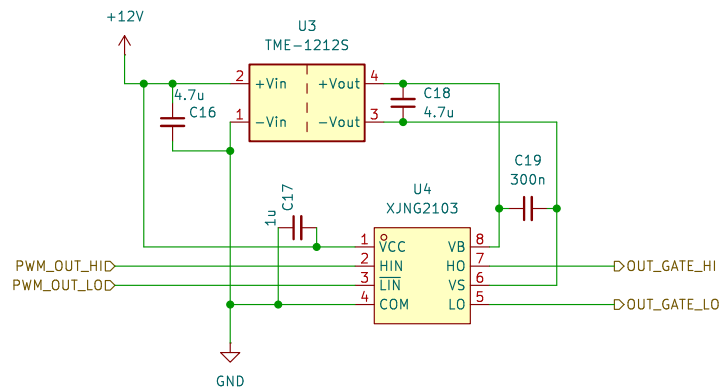 +12V
U3
TME-1212S
2 +Vin +Vout 4
1 -Vin -Vout 3
4.7u
C16
C18
4.7u
C19
300n
C17
1u
U4
XJNG2103
1 VCC VB 8
PWM_OUT_HI 2 HIN HO 7 OUT_GATE_HI
PWM_OUT_LO 3 LIN VS 6
4 COM LO 5 OUT_GATE_LO
GND